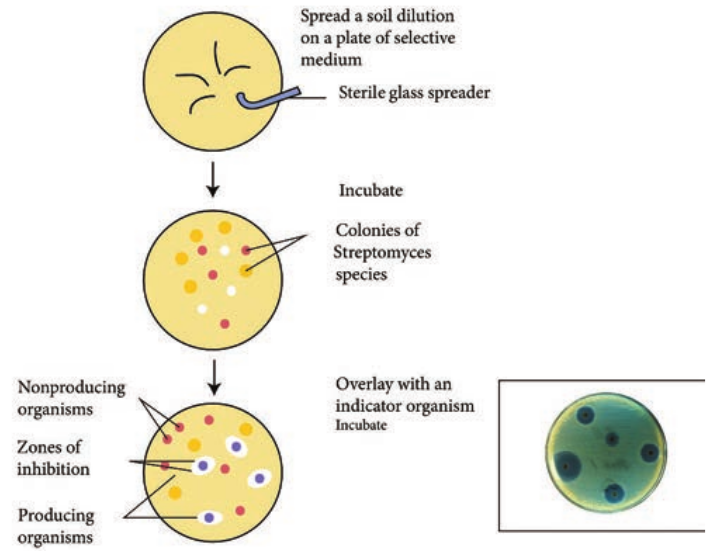 Spread a soil dilution
on a plate of selective
medium
Sterile glass spreader
Incubate
Colonies of
Streptomyces
species
Nonproducing
organisms
Zones of
inhibition
Producing
organisms
Overlay with an
indicator organism
Incubate